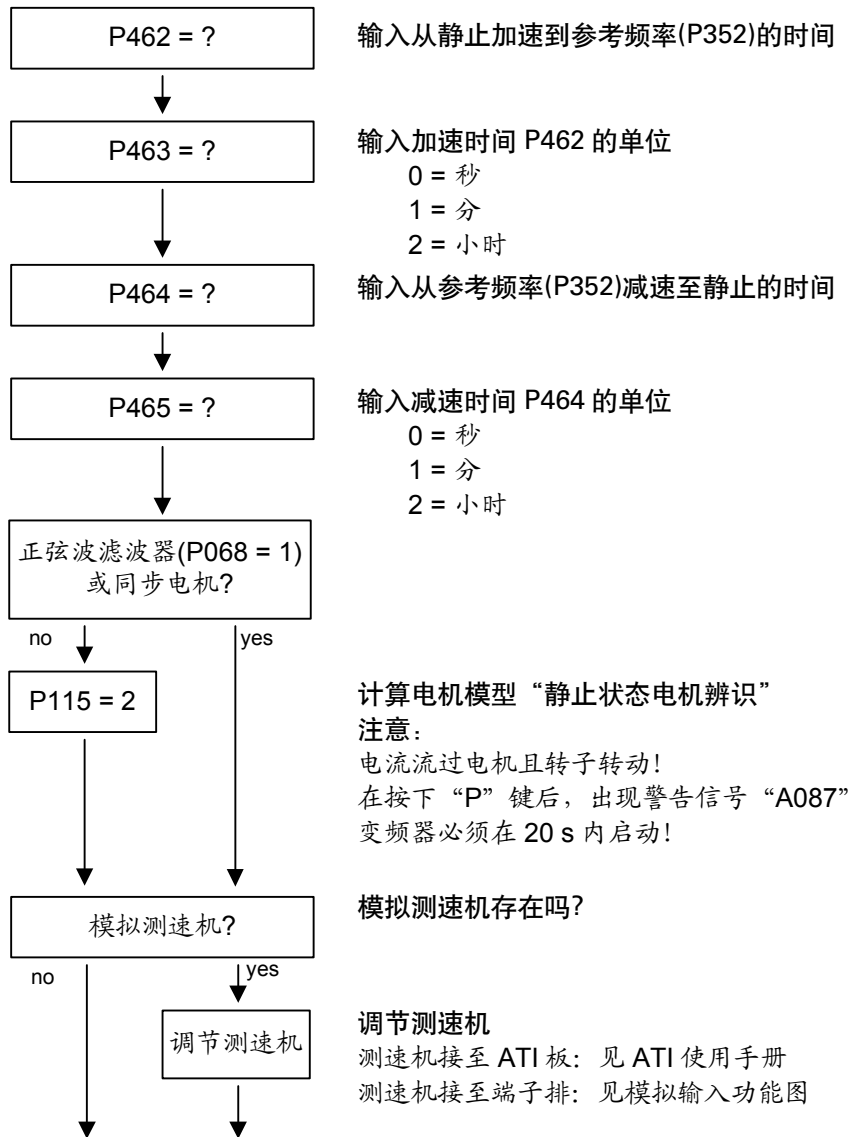 P462 = ?
输入从静止加速到参考频率(P352)的时间
P463 = ?
输入加速时间 P462 的单位
0 = 秒
1 = 分
2 = 小时
P464 = ?
输入从参考频率(P352)减速至静止的时间
P465 = ?
输入减速时间 P464 的单位
0 = 秒
1 = 分
2 = 小时
正弦波滤波器(P068 = 1)
或同步电机?
no
yes
P115 = 2
计算电机模型“静止状态电机辨识”
注意:
电流流过电机且转子转动!
在按下“P”键后，出现警告信号“A087”
变频器必须在 20 s 内启动!
模拟测速机?
模拟测速机存在吗?
no
yes
调节测速机
调节测速机
测速机接至 ATI 板: 见 ATI 使用手册
测速机接至端子排: 见模拟输入功能图